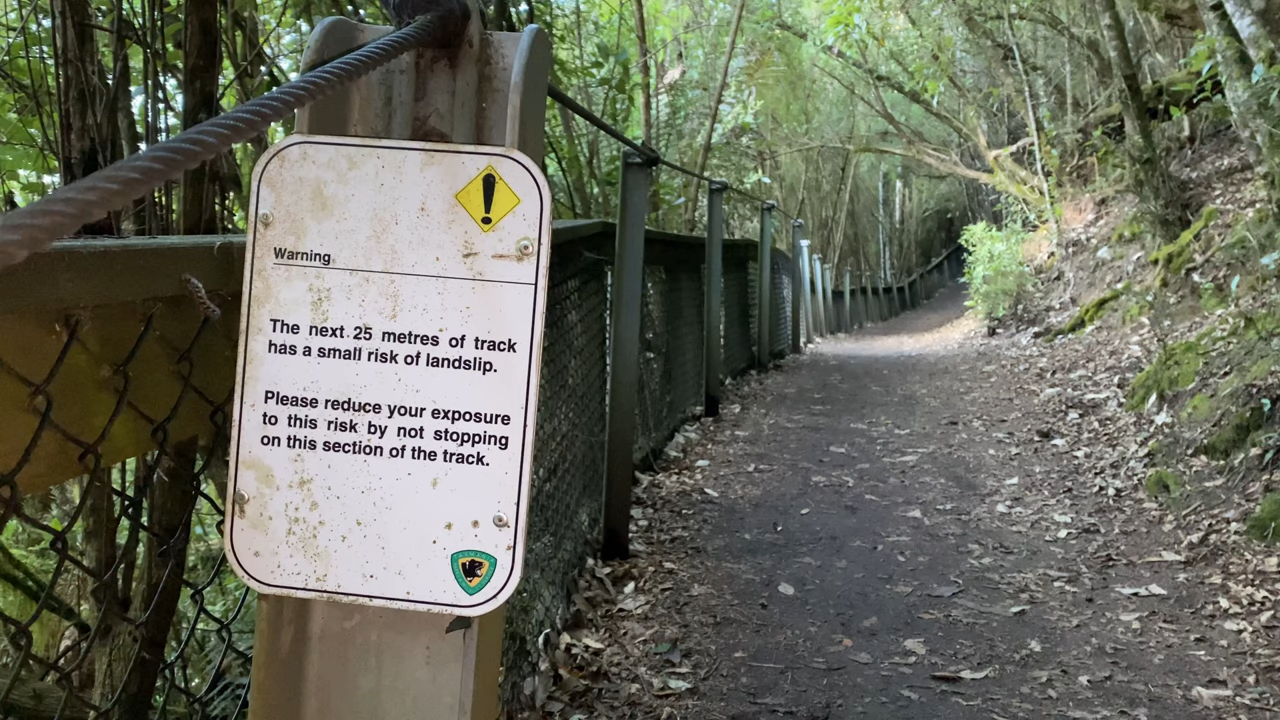 Warning
The next 25 metres of track
has a small risk of landslip.
Please reduce your exposure
to this risk by not stopping
on this section of the track.